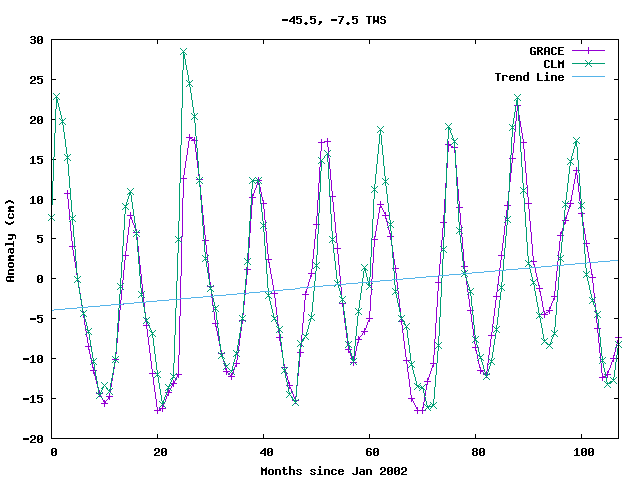 -45.5, -7.5 TWS
GRACE
CLM
Trend Line
Anomaly (cm)
30
25
20
15
10
5
0
-5
-10
-15
-20
0 20 40 60 80 100
Months since Jan 2002